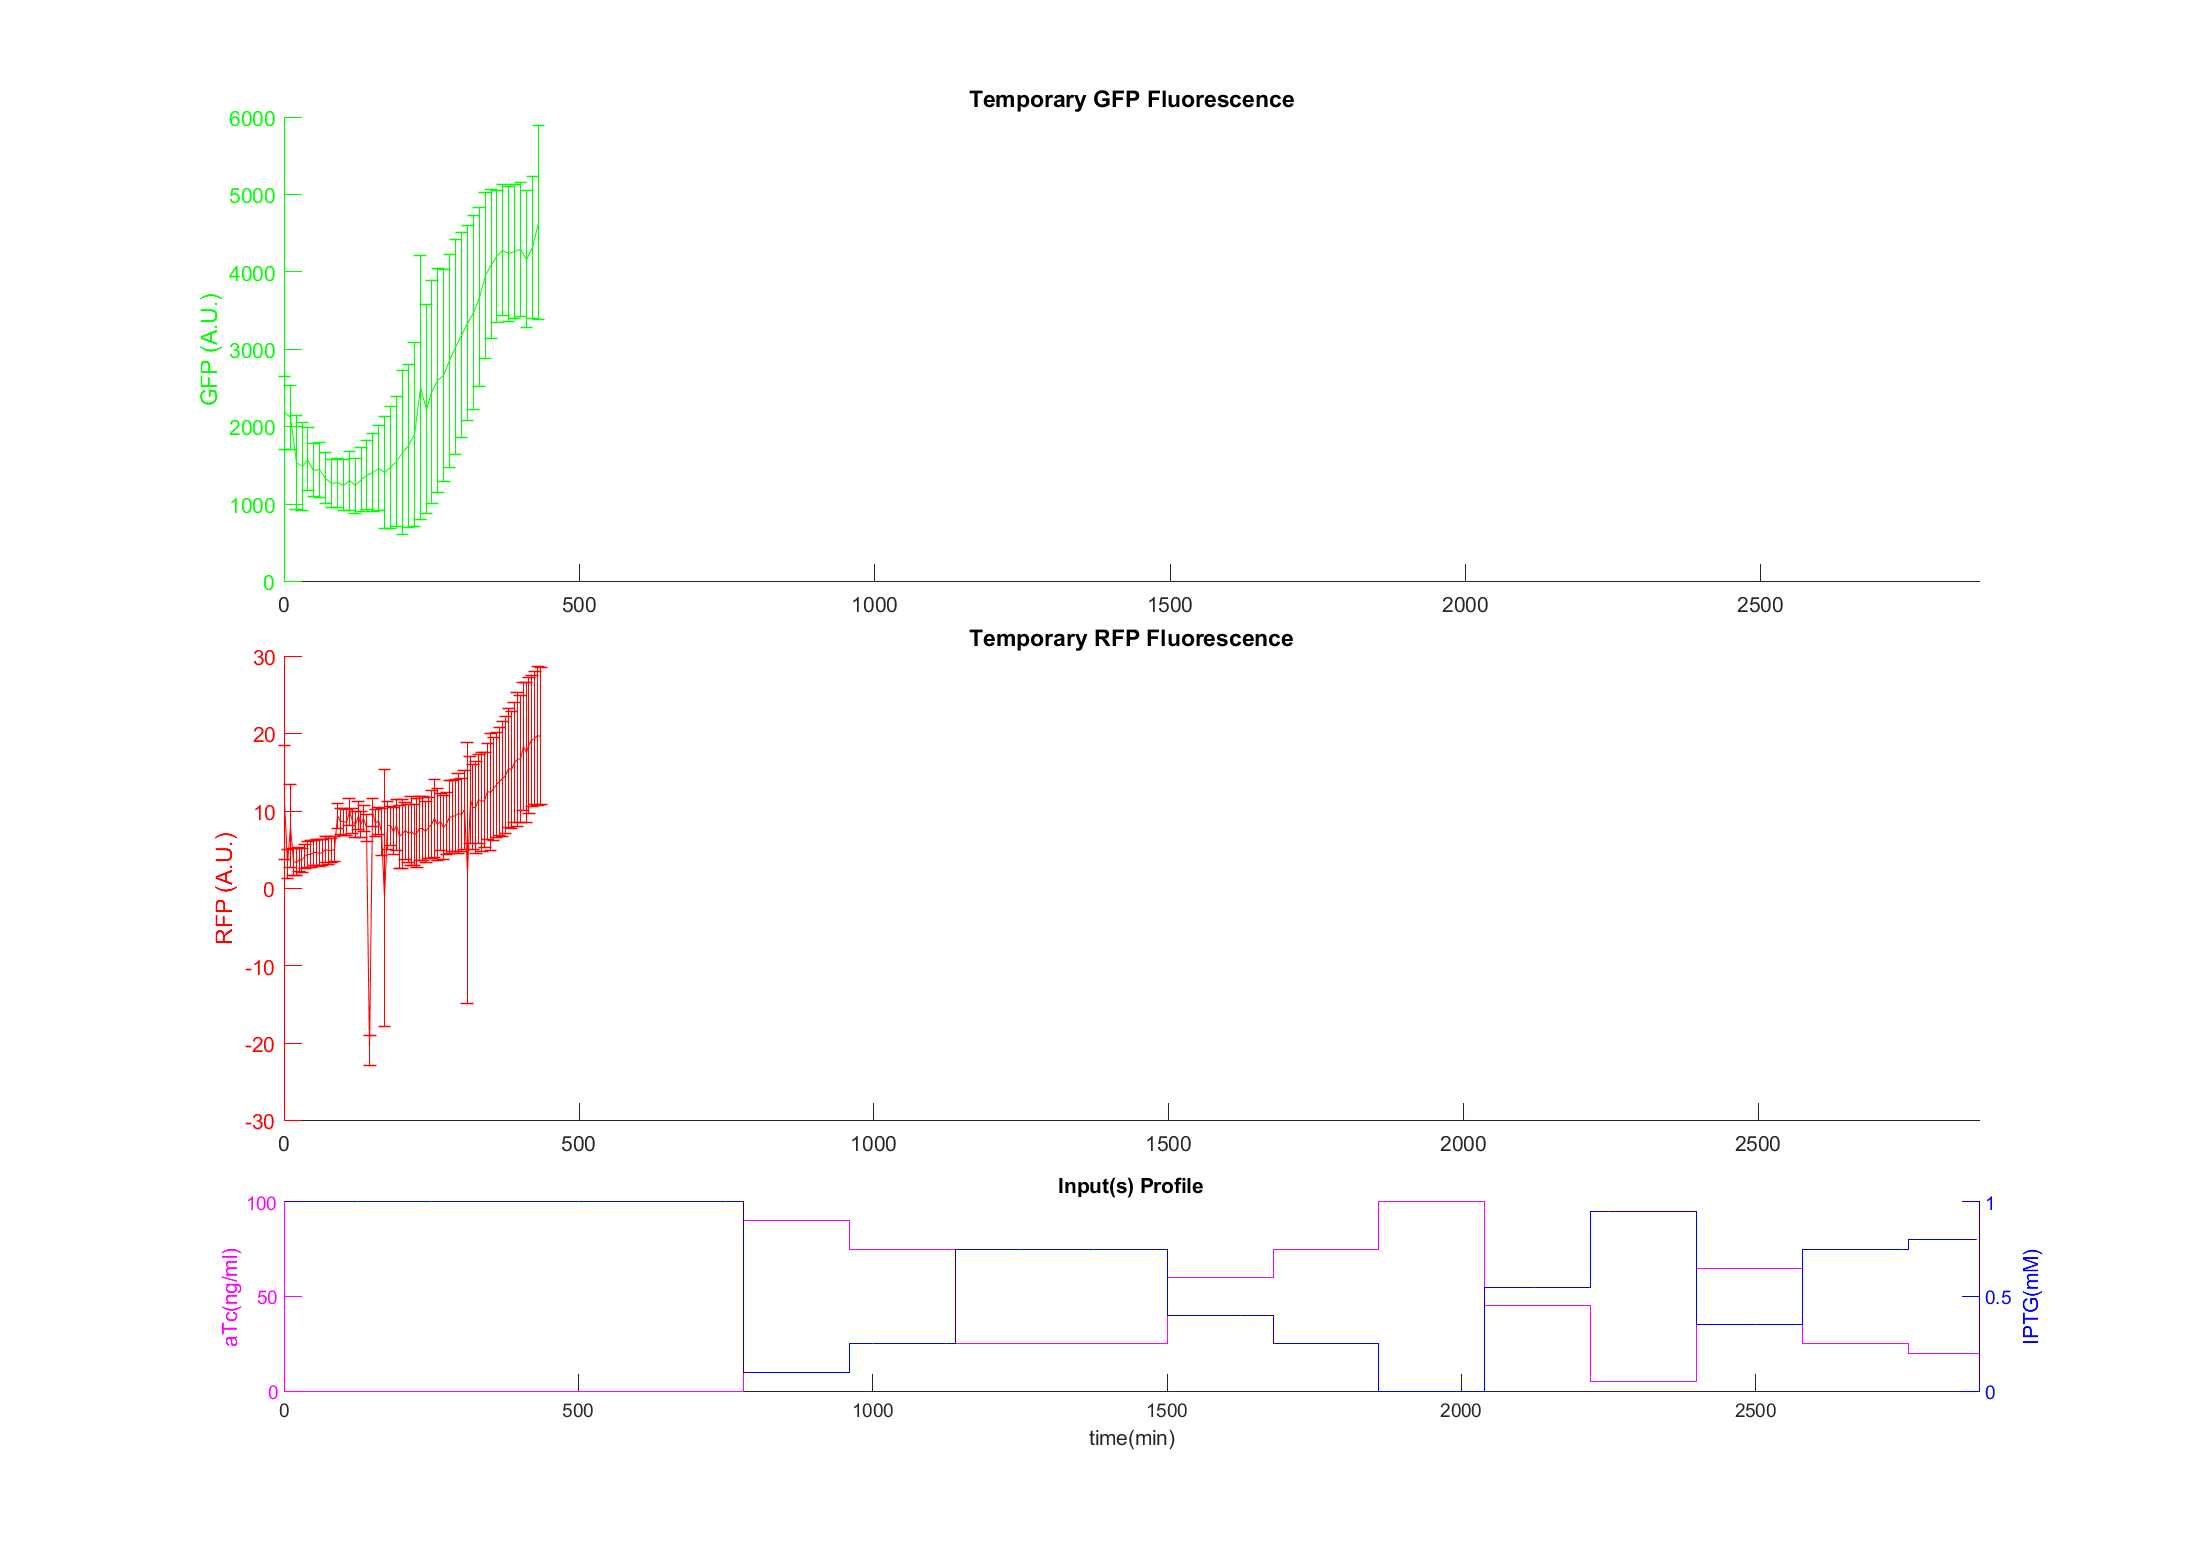 Temporary GFP Fluorescence
6000
5000
4000
3000
2000
1000
0
GFP (A.U.)
0 500 1000 1500 2000 2500
Temporary RFP Fluorescence
30
20
10
0
-10
-20
-30
RFP (A.U.)
0 500 1000 1500 2000 2500
Input(s) Profile
100
50
0
aTc(ng/ml)
1
0.5
0
IPTG(mM)
0 500 1000 1500 2000 2500
time(min)